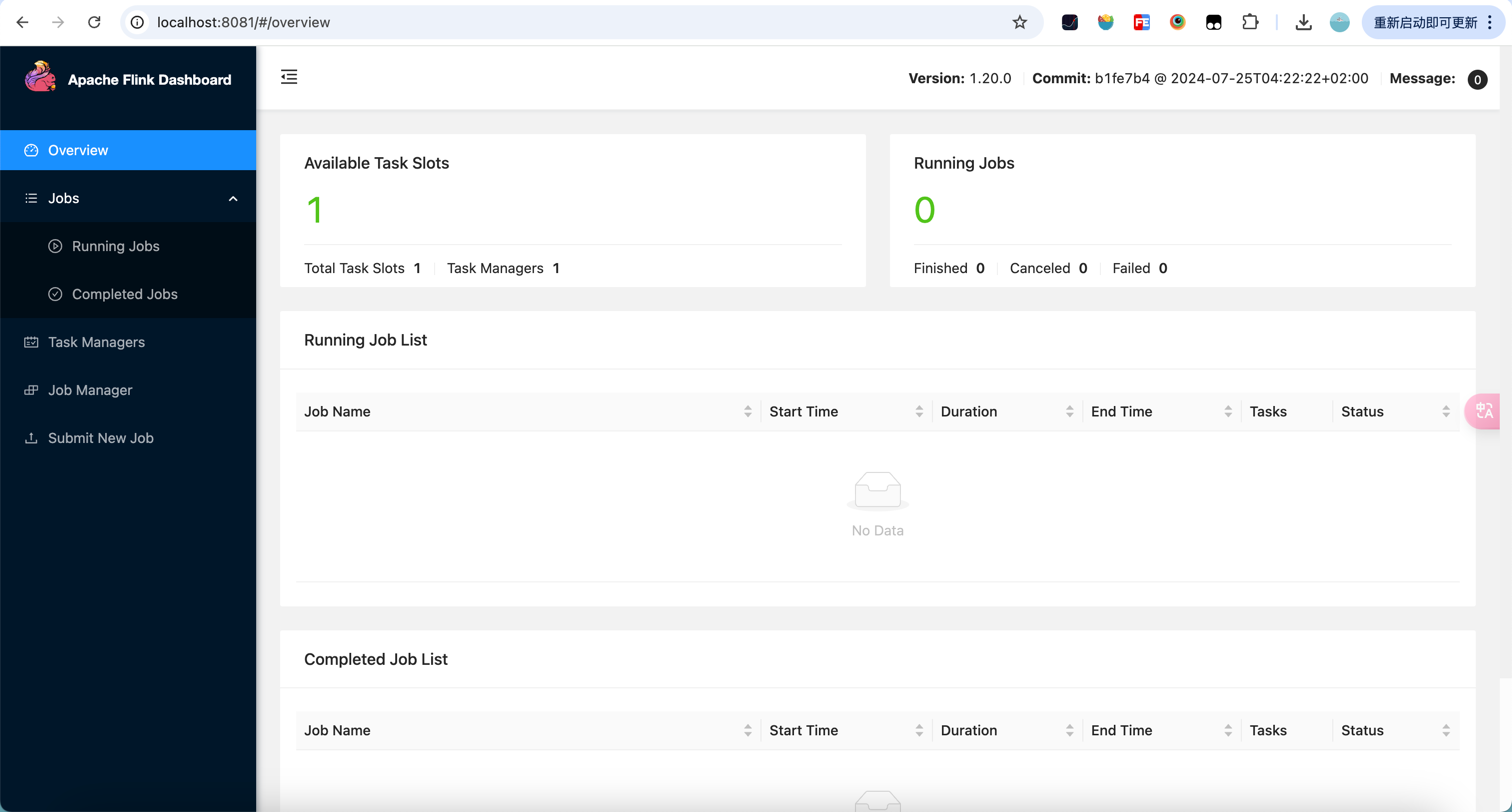 localhost:8081/#/overview
重新启动即可更新
Apache Flink Dashboard
Version: 1.20.0 Commit: b1fe7b4 @ 2024-07-25T04:22:22+02:00 Message: 0
Overview
Jobs
Running Jobs
Completed Jobs
Task Managers
Job Manager
Submit New Job
Available Task Slots
1
Total Task Slots 1 Task Managers 1
Running Jobs
0
Finished 0 Canceled 0 Failed 0
Running Job List
Job Name Start Time Duration End Time Tasks Status
No Data
中 A
Completed Job List
Job Name Start Time Duration End Time Tasks Status